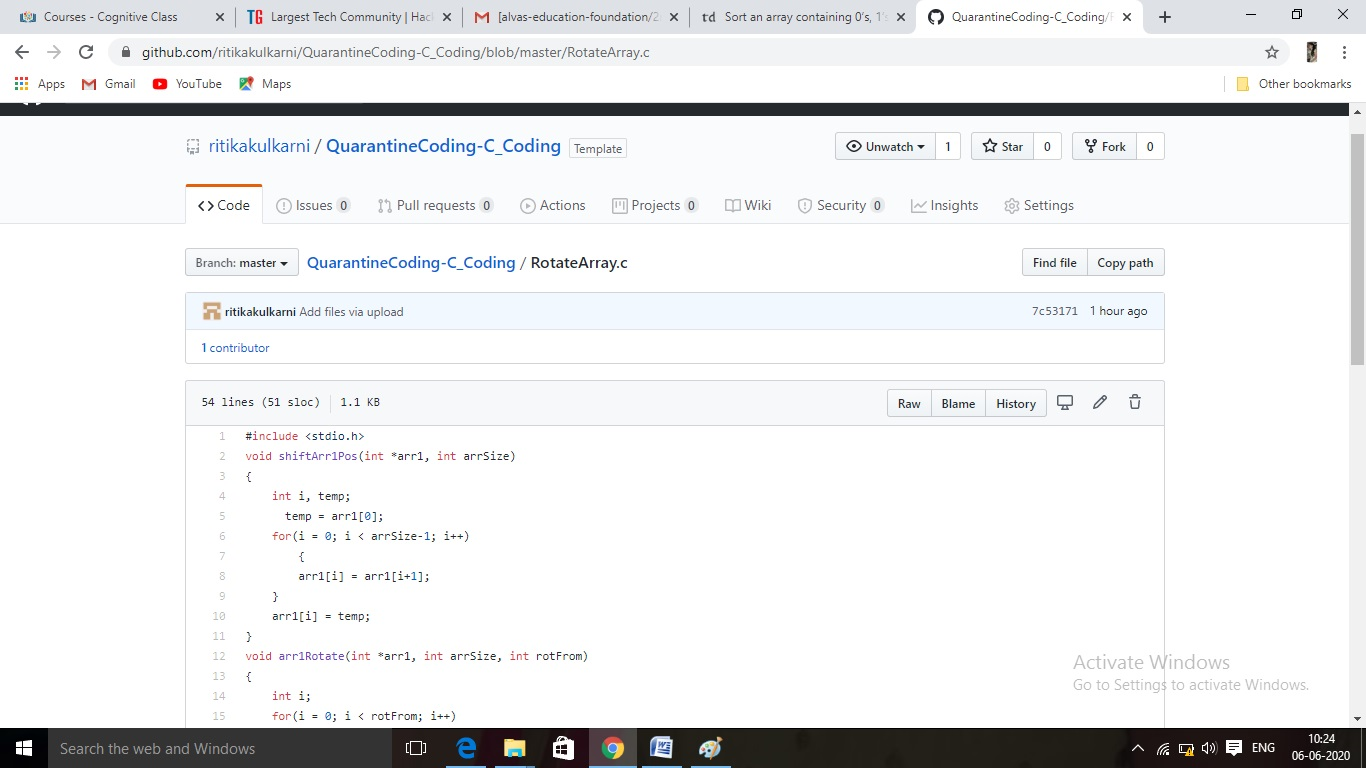 Courses - Cognitive Class
TG Largest Tech Community | Hac
[alvas-education-foundation/2
td Sort an array containing 0's, 1's
QuarantineCoding-C_Coding/
github.com/ritikakulkarni/QuarantineCoding-C_Coding/blob/master/RotateArray.c
Apps Gmail YouTube Maps Other bookmarks
ritikakulkarni / QuarantineCoding-C_Coding Template
Unwatch 1 Star 0 Fork 0
Code Issues 0 Pull requests 0 Actions Projects 0 Wiki Security 0 Insights Settings
Branch: master QuarantineCoding-C_Coding / RotateArray.c Find file Copy path
ritikakulkarni Add files via upload 7c53171 1 hour ago
1 contributor
54 lines (51 sloc) 1.1 KB Raw Blame History
1 #include <stdio.h>
2 void shiftArr1Pos(int *arr1, int arrSize)
3 {
4 int i, temp;
5 temp = arr1[0];
6 for(i = 0; i < arrSize-1; i++)
7 {
8 arr1[i] = arr1[i+1];
9 }
10 arr1[i] = temp;
11 }
12 void arr1Rotate(int *arr1, int arrSize, int rotFrom)
13 {
14 int i;
15 for(i = 0; i < rotFrom; i++)
Activate Windows
Go to Settings to activate Windows.
Search the web and Windows
ENG
10:24
06-06-2020